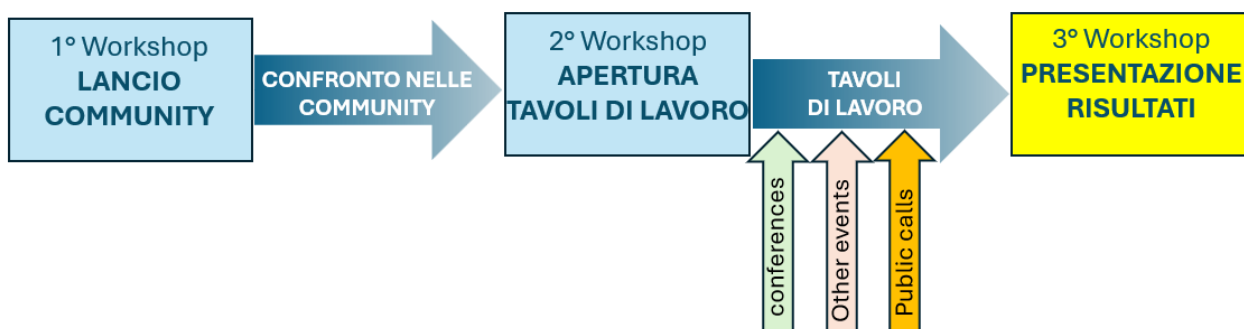 1° Workshop
LANCIO
COMMUNITY
CONFRONTO NELLE
COMMUNITY
2° Workshop
APERTURA
TAVOLI DI LAVORO
TAVOLI
DI LAVORO
3° Workshop
PRESENTAZIONE
RISULTATI
conferences
Other events
Public calls